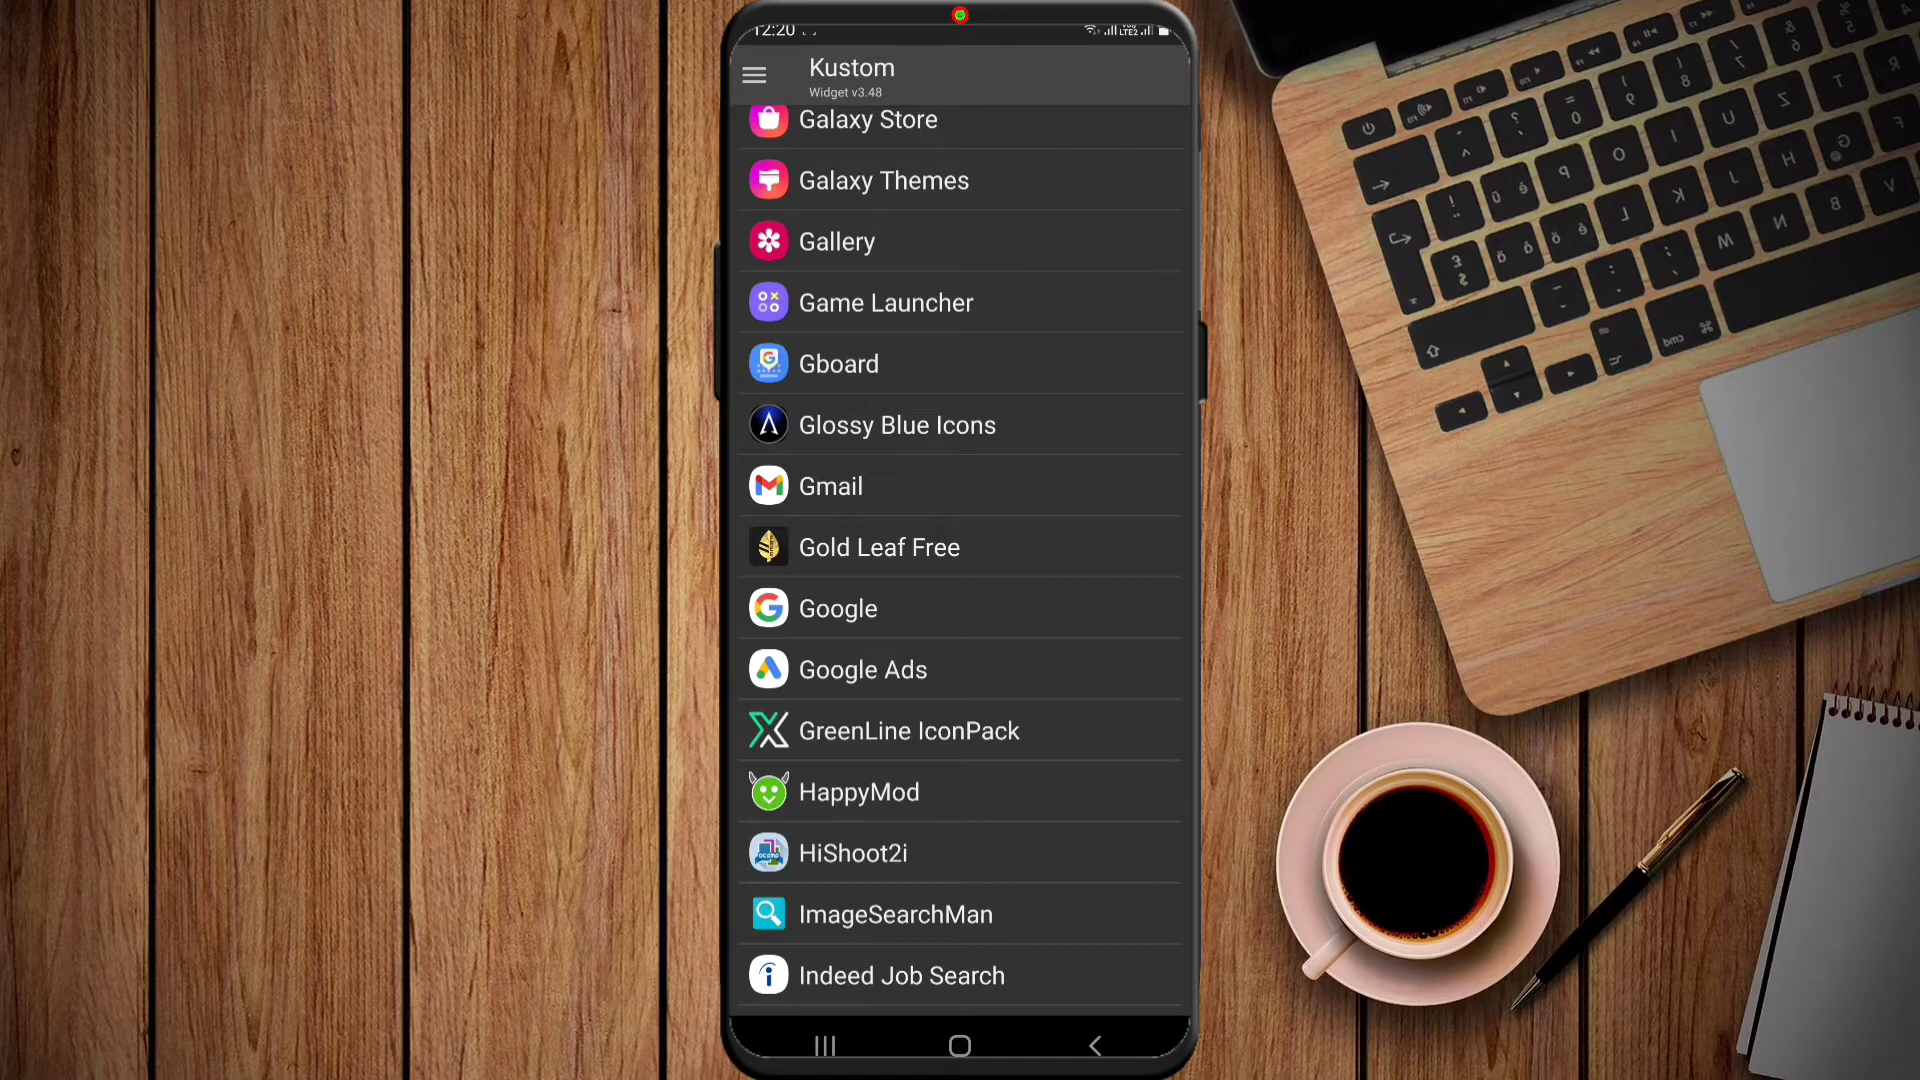 12:20
LTE2
Kustom
Widget v3.48
Galaxy Store
Galaxy Themes
Gallery
Game Launcher
Gboard
Glossy Blue Icons
Gmail
Gold Leaf Free
Google
Google Ads
GreenLine IconPack
HappyMod
HiShoot2i
ImageSearchMan
Indeed Job Search